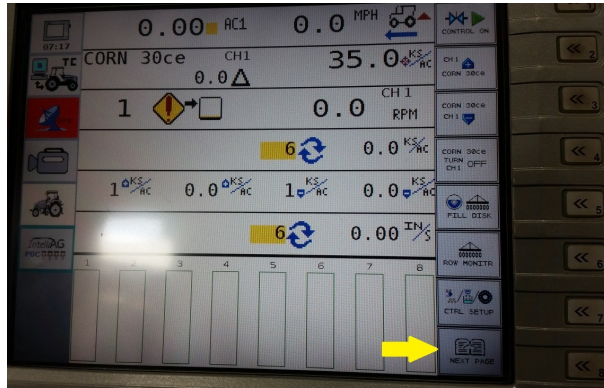 07:17
0.00 AC1 0.0 MPH
CONTROL ON
TC
CORN 30ce CH1 35.0 KS/AC
0.0 Δ
CH1
CORN 30ce
1 0.0 CH 1 RPM
CORN 30ce
CH1
6 0.0 KS/AC
CORN 30ce
TURN OFF
CH1
1 KS/AC 0.0 KS/AC 1 KS/AC 0.0 KS/AC
FILL DISK
IntelliAG
6 0.00 IN/S
ROW MONITR
1 2 3 4 5 6 7 8
CTRL SETUP
NEXT PAGE
2
3
4
5
6
7
8